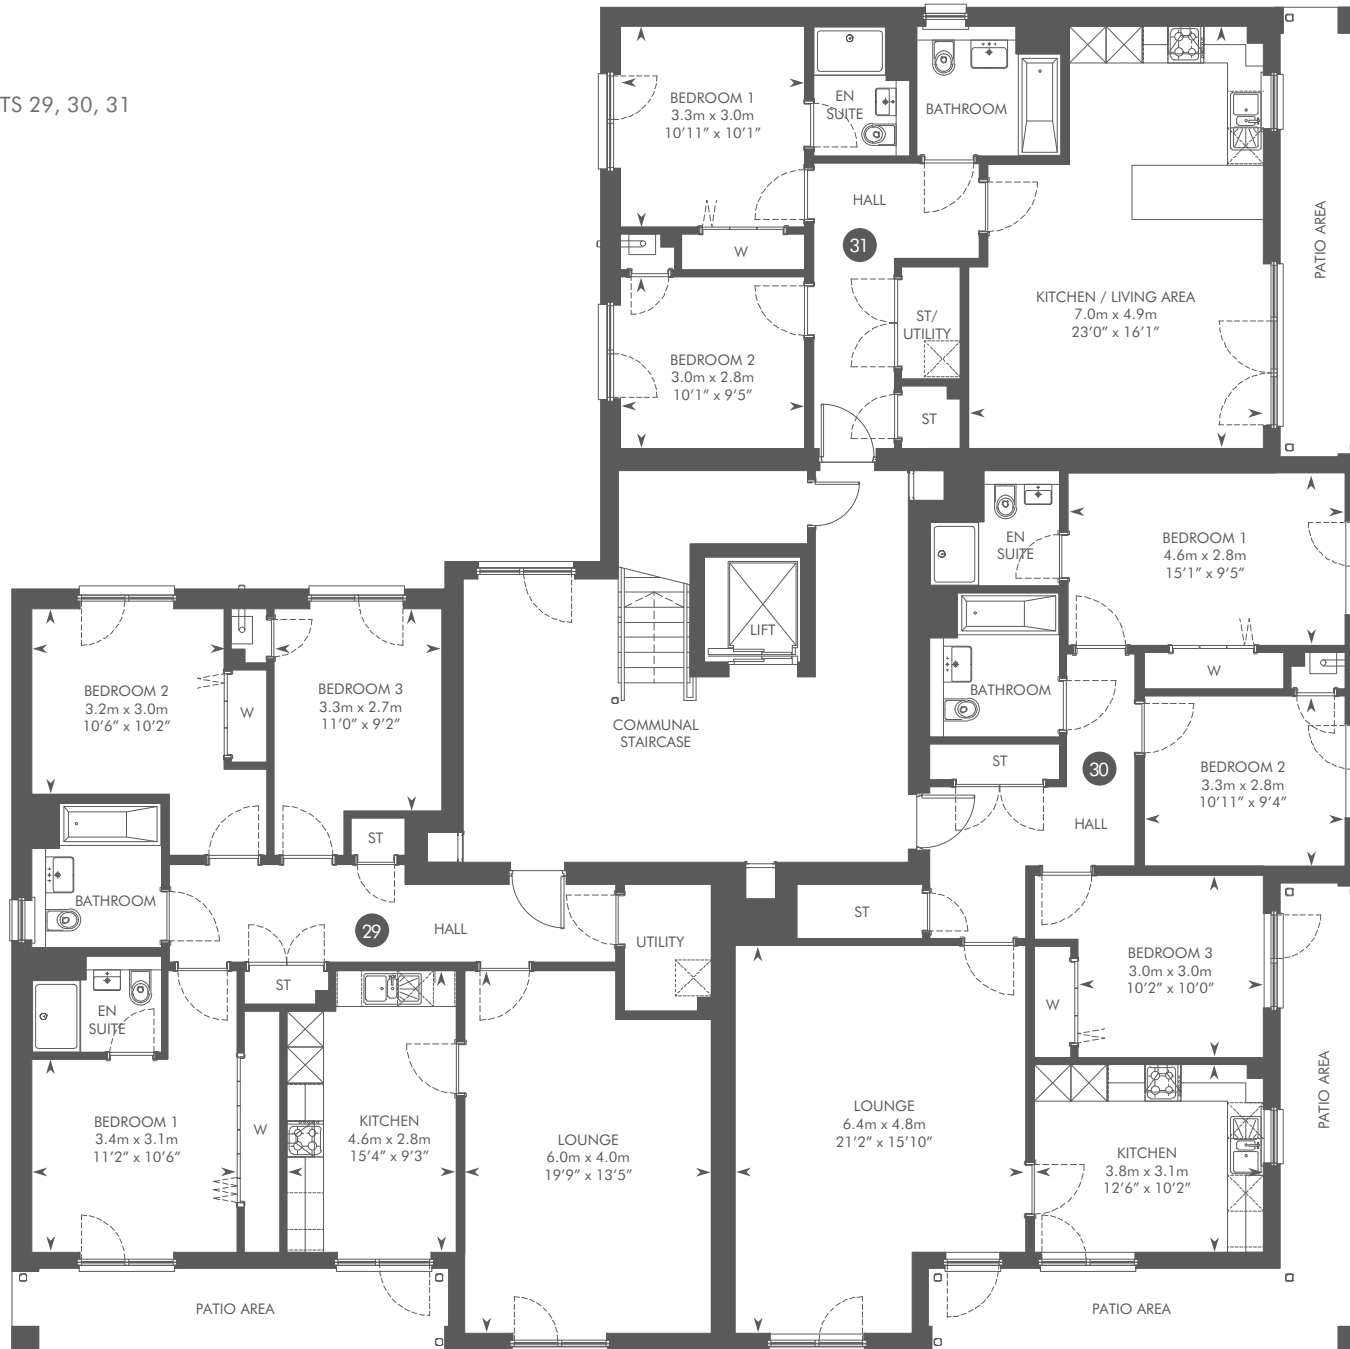 TS 29, 30, 31
BEDROOM 1
3.3m x 3.0m
10'11" x 10'1"
EN
SUITE
BATHROOM
HALL
31
W
PATIO AREA
KITCHEN / LIVING AREA
7.0m x 4.9m
23'0" x 16'1"
ST/
UTILITY
BEDROOM 2
3.0m x 2.8m
10'1" x 9'5"
ST
EN
SUITE
BEDROOM 1
4.6m x 2.8m
15'1" x 9'5"
LIFT
BATHROOM
W
COMMUNAL
STAIRCASE
ST
30
BEDROOM 2
3.3m x 2.8m
10'11" x 9'4"
HALL
BEDROOM 2
3.2m x 3.0m
10'6" x 10'2"
W
BEDROOM 3
3.3m x 2.7m
11'0" x 9'2"
ST
BATHROOM
29
HALL
UTILITY
ST
ST
EN
SUITE
BEDROOM 3
3.0m x 3.0m
10'2" x 10'0"
W
PATIO AREA
BEDROOM 1
3.4m x 3.1m
11'2" x 10'6"
W
KITCHEN
4.6m x 2.8m
15'4" x 9'3"
LOUNGE
6.0m x 4.0m
19'9" x 13'5"
LOUNGE
6.4m x 4.8m
21'2" x 15'10"
KITCHEN
3.8m x 3.1m
12'6" x 10'2"
PATIO AREA
PATIO AREA